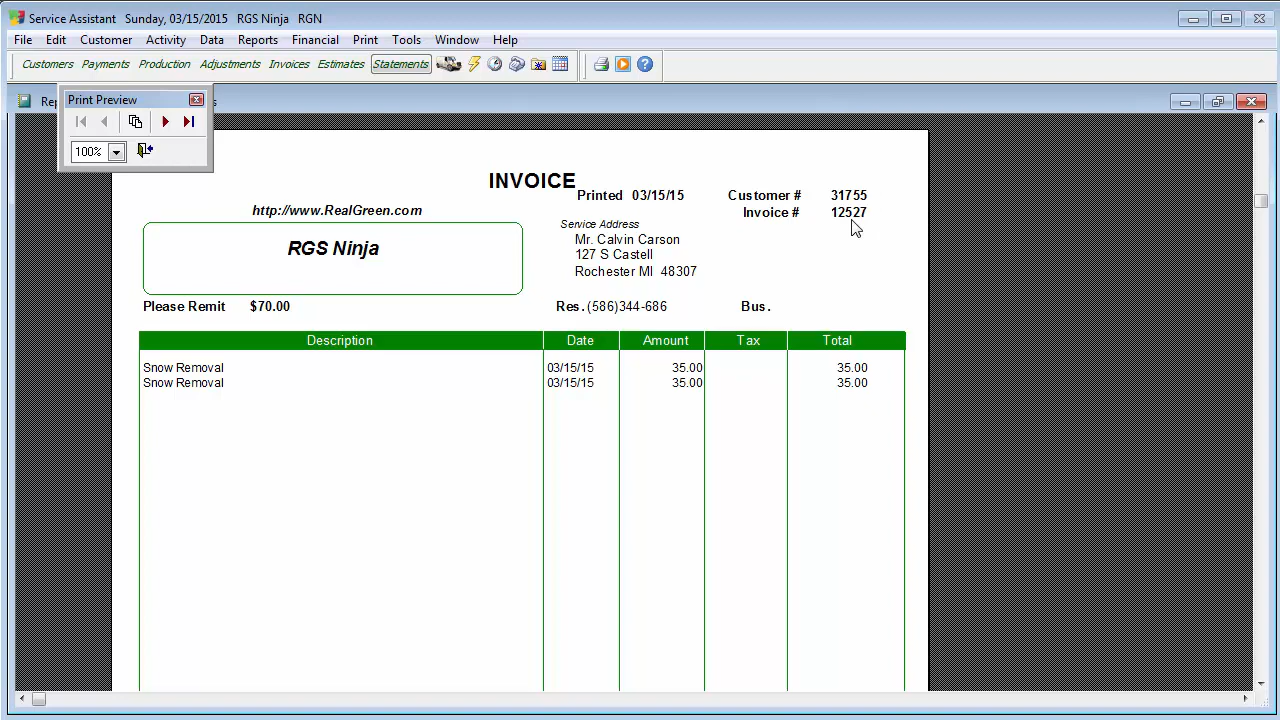 Service Assistant Sunday, 03/15/2015 RGS Ninja RGN
File Edit Customer Activity Data Reports Financial Print Tools Window Help
Customers Payments Production Adjustments Invoices Estimates Statements
Print Preview
100%
INVOICE
Printed 03/15/15 Customer # 31755
http://www.RealGreen.com Invoice # 12527
Service Address
RGS Ninja
Mr. Calvin Carson
127 S Castell
Rochester MI 48307
Please Remit $70.00 Res. (586)344-686 Bus.
Description Date Amount Tax Total
Snow Removal 03/15/15 35.00 35.00
Snow Removal 03/15/15 35.00 35.00